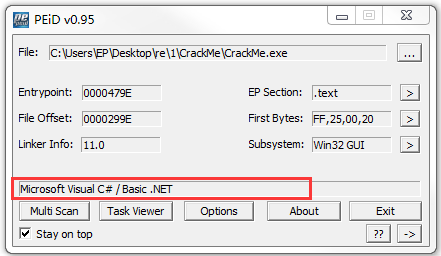 PEiD v0.95
File: C:\Users\EP\Desktop\re\1\CrackMe\CrackMe.exe ...
Entrypoint: 0000479E EP Section: .text >
File Offset: 0000299E First Bytes: FF,25,00,20 >
Linker Info: 11.0 Subsystem: Win32 GUI >
Microsoft Visual C# / Basic .NET
Multi Scan Task Viewer Options About Exit
Stay on top ?? ->